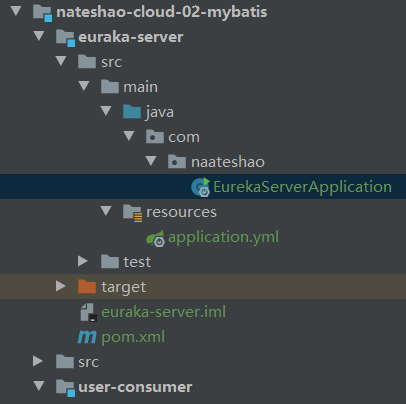 nateshao-cloud-02-mybatis
euraka-server
src
main
java
com
naateshao
EurekaServerApplication
resources
application.yml
test
target
euraka-server.iml
pom.xml
src
user-consumer